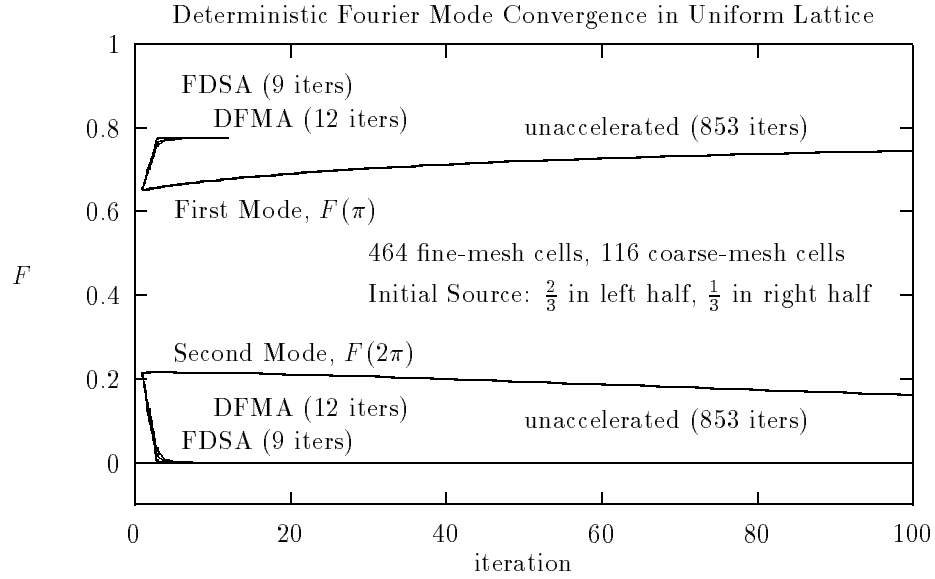 Deterministic Fourier Mode Convergence in Uniform Lattice
1
FDSA (9 iters)
DFMA (12 iters)
unaccelerated (853 iters)
0.8
0.6
First Mode, F(π)
464 fine-mesh cells, 116 coarse-mesh cells
F
0.4
Initial Source: 2/3 in left half, 1/3 in right half
Second Mode, F(2π)
0.2
DFMA (12 iters)
unaccelerated (853 iters)
FDSA (9 iters)
0
0 20 40 60 80 100
iteration